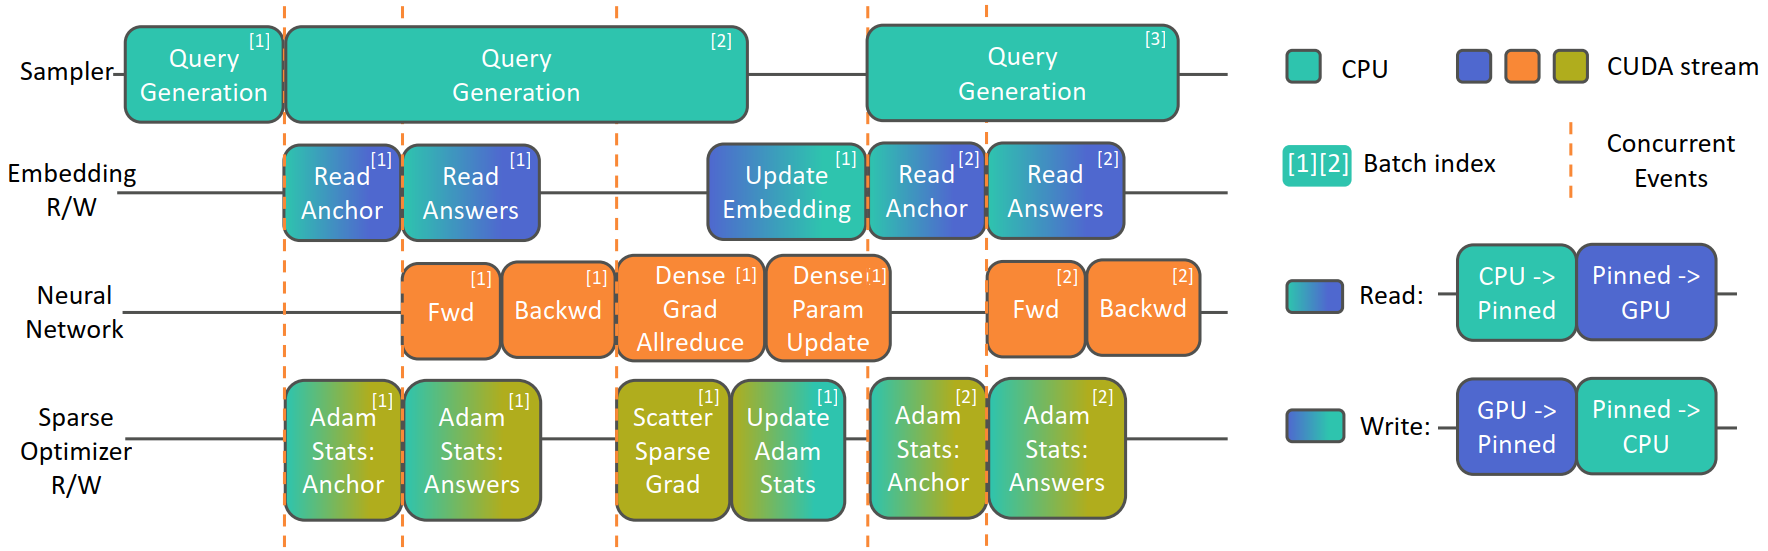 Sampler
Query
Generation
[1]
Query
Generation
[2]
Query
Generation
[3]
Embedding
R/W
Read
Anchor
[1]
Read
Answers
[1]
Update
Embedding
[1]
Read
Anchor
[2]
Read
Answers
[2]
Neural
Network
Fwd
[1]
Backwd
[1]
Dense
Grad
Allreduce
[1]
Dense
Param
Update
[1]
Fwd
[2]
Backwd
[2]
Sparse
Optimizer
R/W
Adam
Stats:
Anchor
[1]
Adam
Stats:
Answers
[1]
Scatter
Sparse
Grad
[1]
Update
Adam
Stats
[1]
Adam
Stats:
Anchor
[2]
Adam
Stats:
Answers
[2]
CPU
CUDA stream
[1][2]
Batch index
Concurrent
Events
Read:
CPU ->
Pinned
Pinned ->
GPU
Write:
GPU ->
Pinned
Pinned ->
CPU